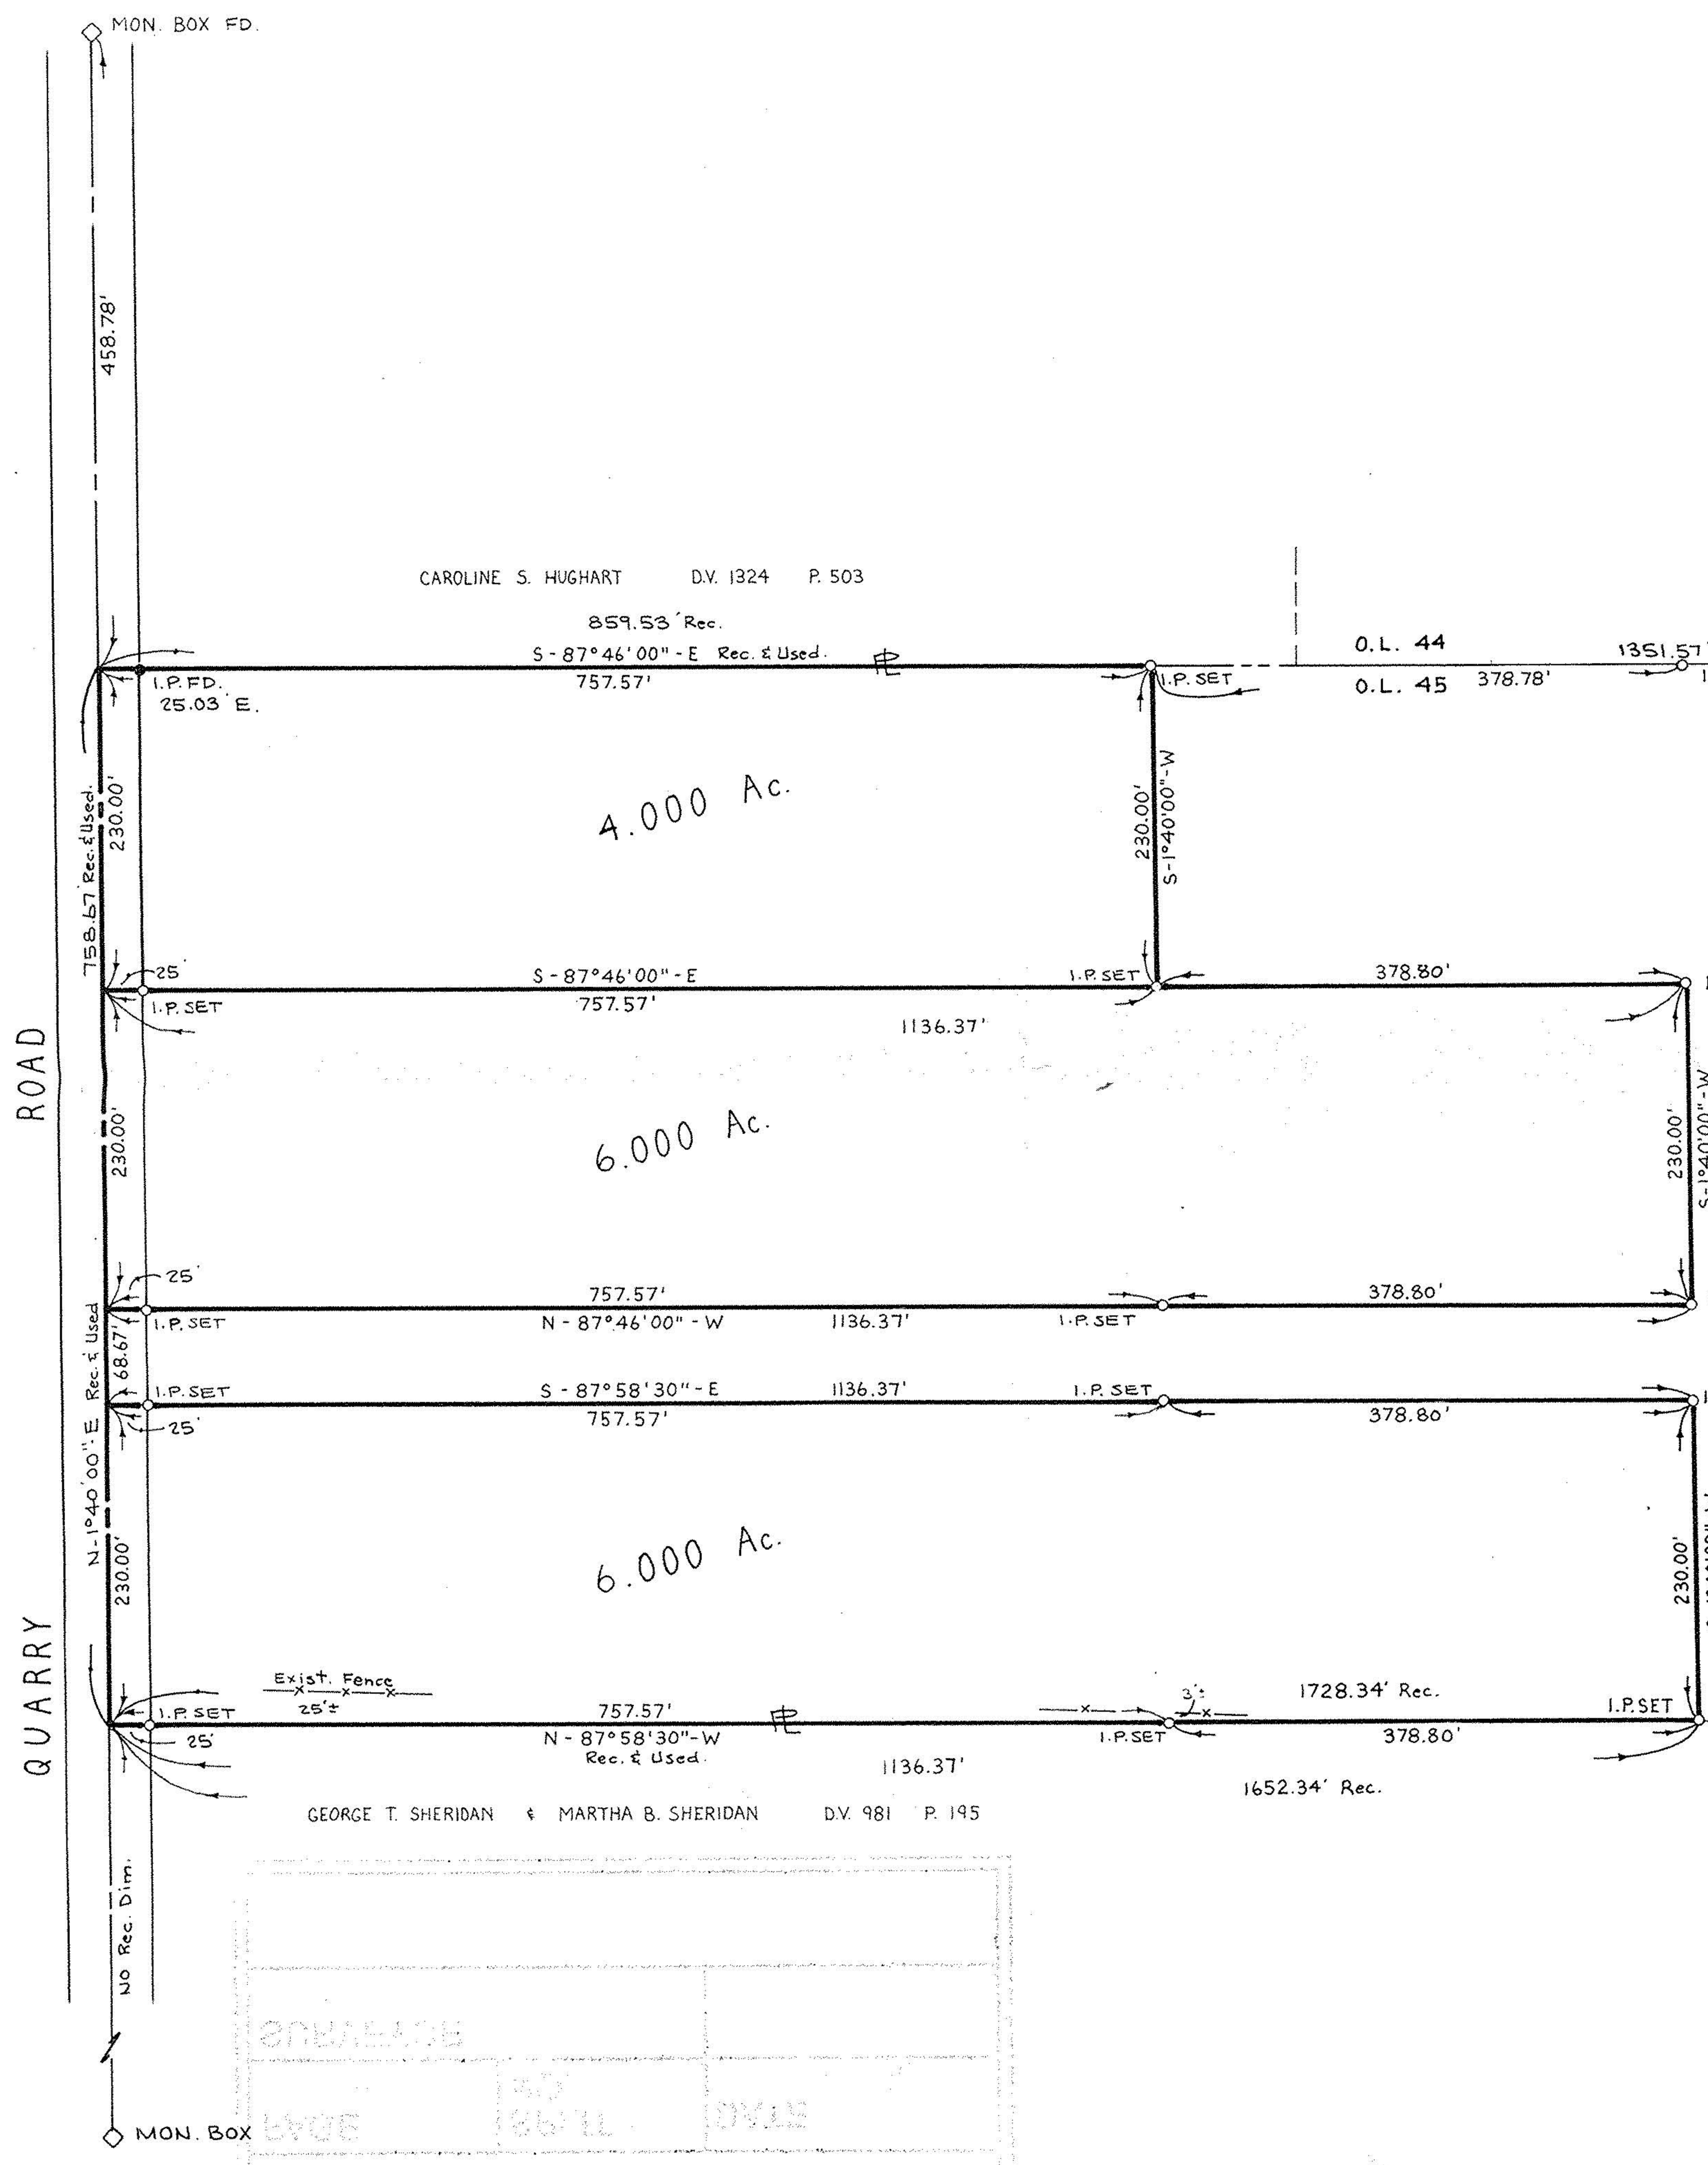 MON. BOX FD.
458.78'
CAROLINE S. HUGHART D.V. 1324 P. 503
859.53' Rec.
S-87°46'00"-E Rec. & Used.
PL
757.57'
I.P. FD.
25.03' E.
I.P. SET
O.L. 44
O.L. 45
1351.57'
378.78'
758.67' Rec. & Used.
230.00'
4.000 Ac.
230.00'
S-1°40'00"-W
25'
I.P. SET
S-87°46'00"-E
757.57'
1136.37'
I.P. SET
378.80'
ROAD
230.00'
6.000 Ac.
230.00'
S-1°40'00"-W
25'
I.P. SET
757.57'
N-87°46'00"-W
1136.37'
I.P. SET
378.80'
68.67'
N-1°40'00"-E Rec. & Used
I.P. SET
25'
S-87°58'30"-E
1136.37'
757.57'
I.P. SET
378.80'
230.00'
6.000 Ac.
230.00'
QUARRY
Exist. Fence
25'±
I.P. SET
25'
757.57'
PL
N-87°58'30"-W
Rec. & Used.
1136.37'
3'±
I.P. SET
1728.34' Rec.
378.80'
I.P. SET
1652.34' Rec.
GEORGE T. SHERIDAN & MARTHA B. SHERIDAN D.V. 981 P. 195
NO Rec. Dim.
MON. BOX